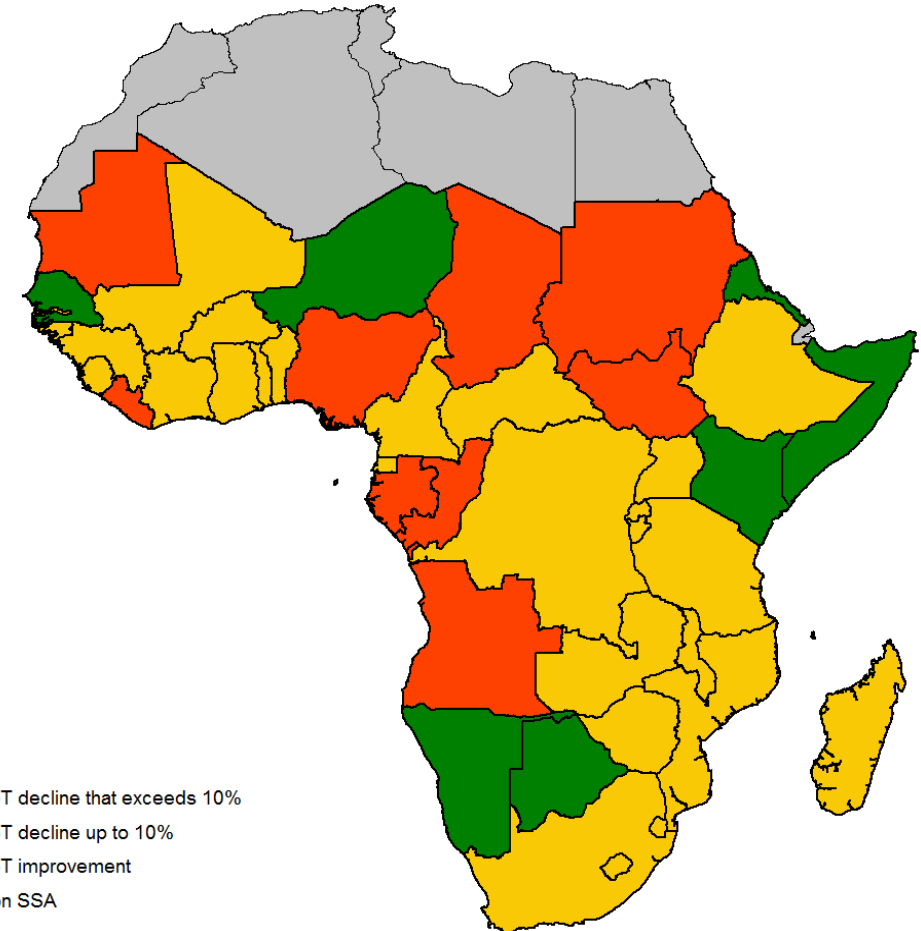 T decline that exceeds 10%
T decline up to 10%
T improvement
n SSA